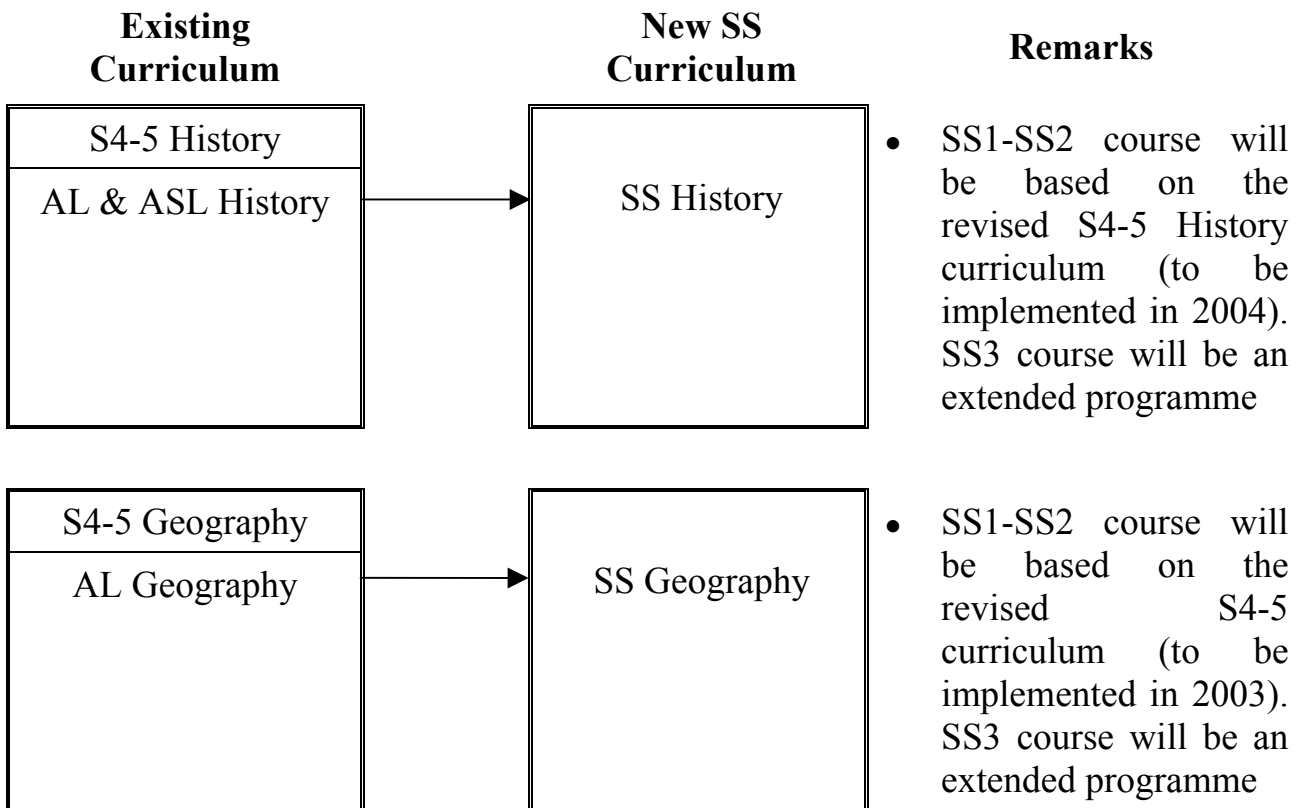 Existing
Curriculum
New SS
Curriculum
Remarks
S4-5 History
AL & ASL History
SS History
• SS1-SS2 course will
be based on the
revised S4-5 History
curriculum (to be
implemented in 2004).
SS3 course will be an
extended programme
S4-5 Geography
AL Geography
SS Geography
• SS1-SS2 course will
be based on the
revised S4-5
curriculum (to be
implemented in 2003).
SS3 course will be an
extended programme